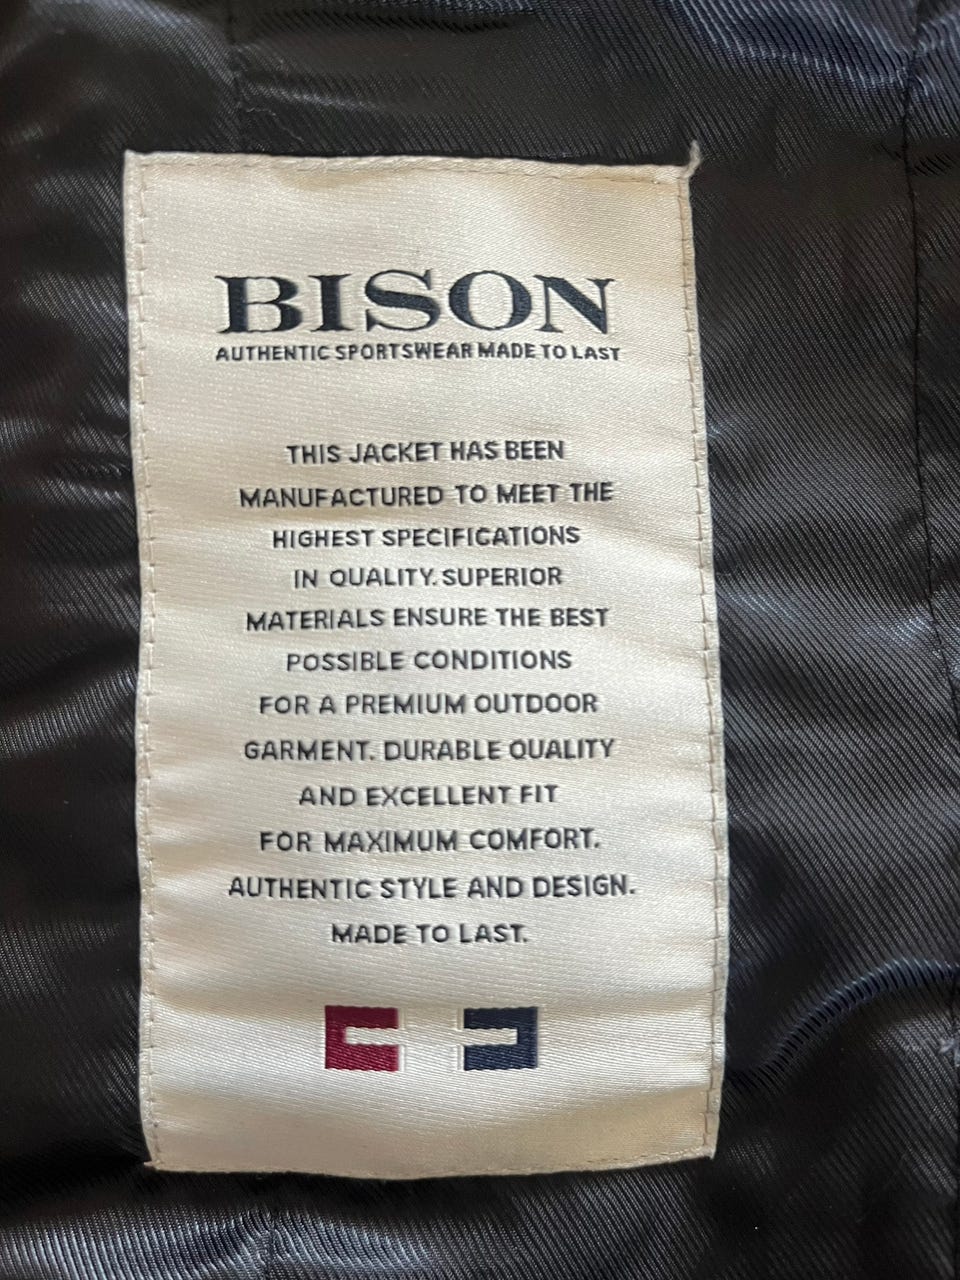 BISON
AUTHENTIC SPORTSWEAR MADE TO LAST
THIS JACKET HAS BEEN
MANUFACTURED TO MEET THE
HIGHEST SPECIFICATIONS
IN QUALITY. SUPERIOR
MATERIALS ENSURE THE BEST
POSSIBLE CONDITIONS
FOR A PREMIUM OUTDOOR
GARMENT. DURABLE QUALITY
AND EXCELLENT FIT
FOR MAXIMUM COMFORT.
AUTHENTIC STYLE AND DESIGN.
MADE TO LAST.